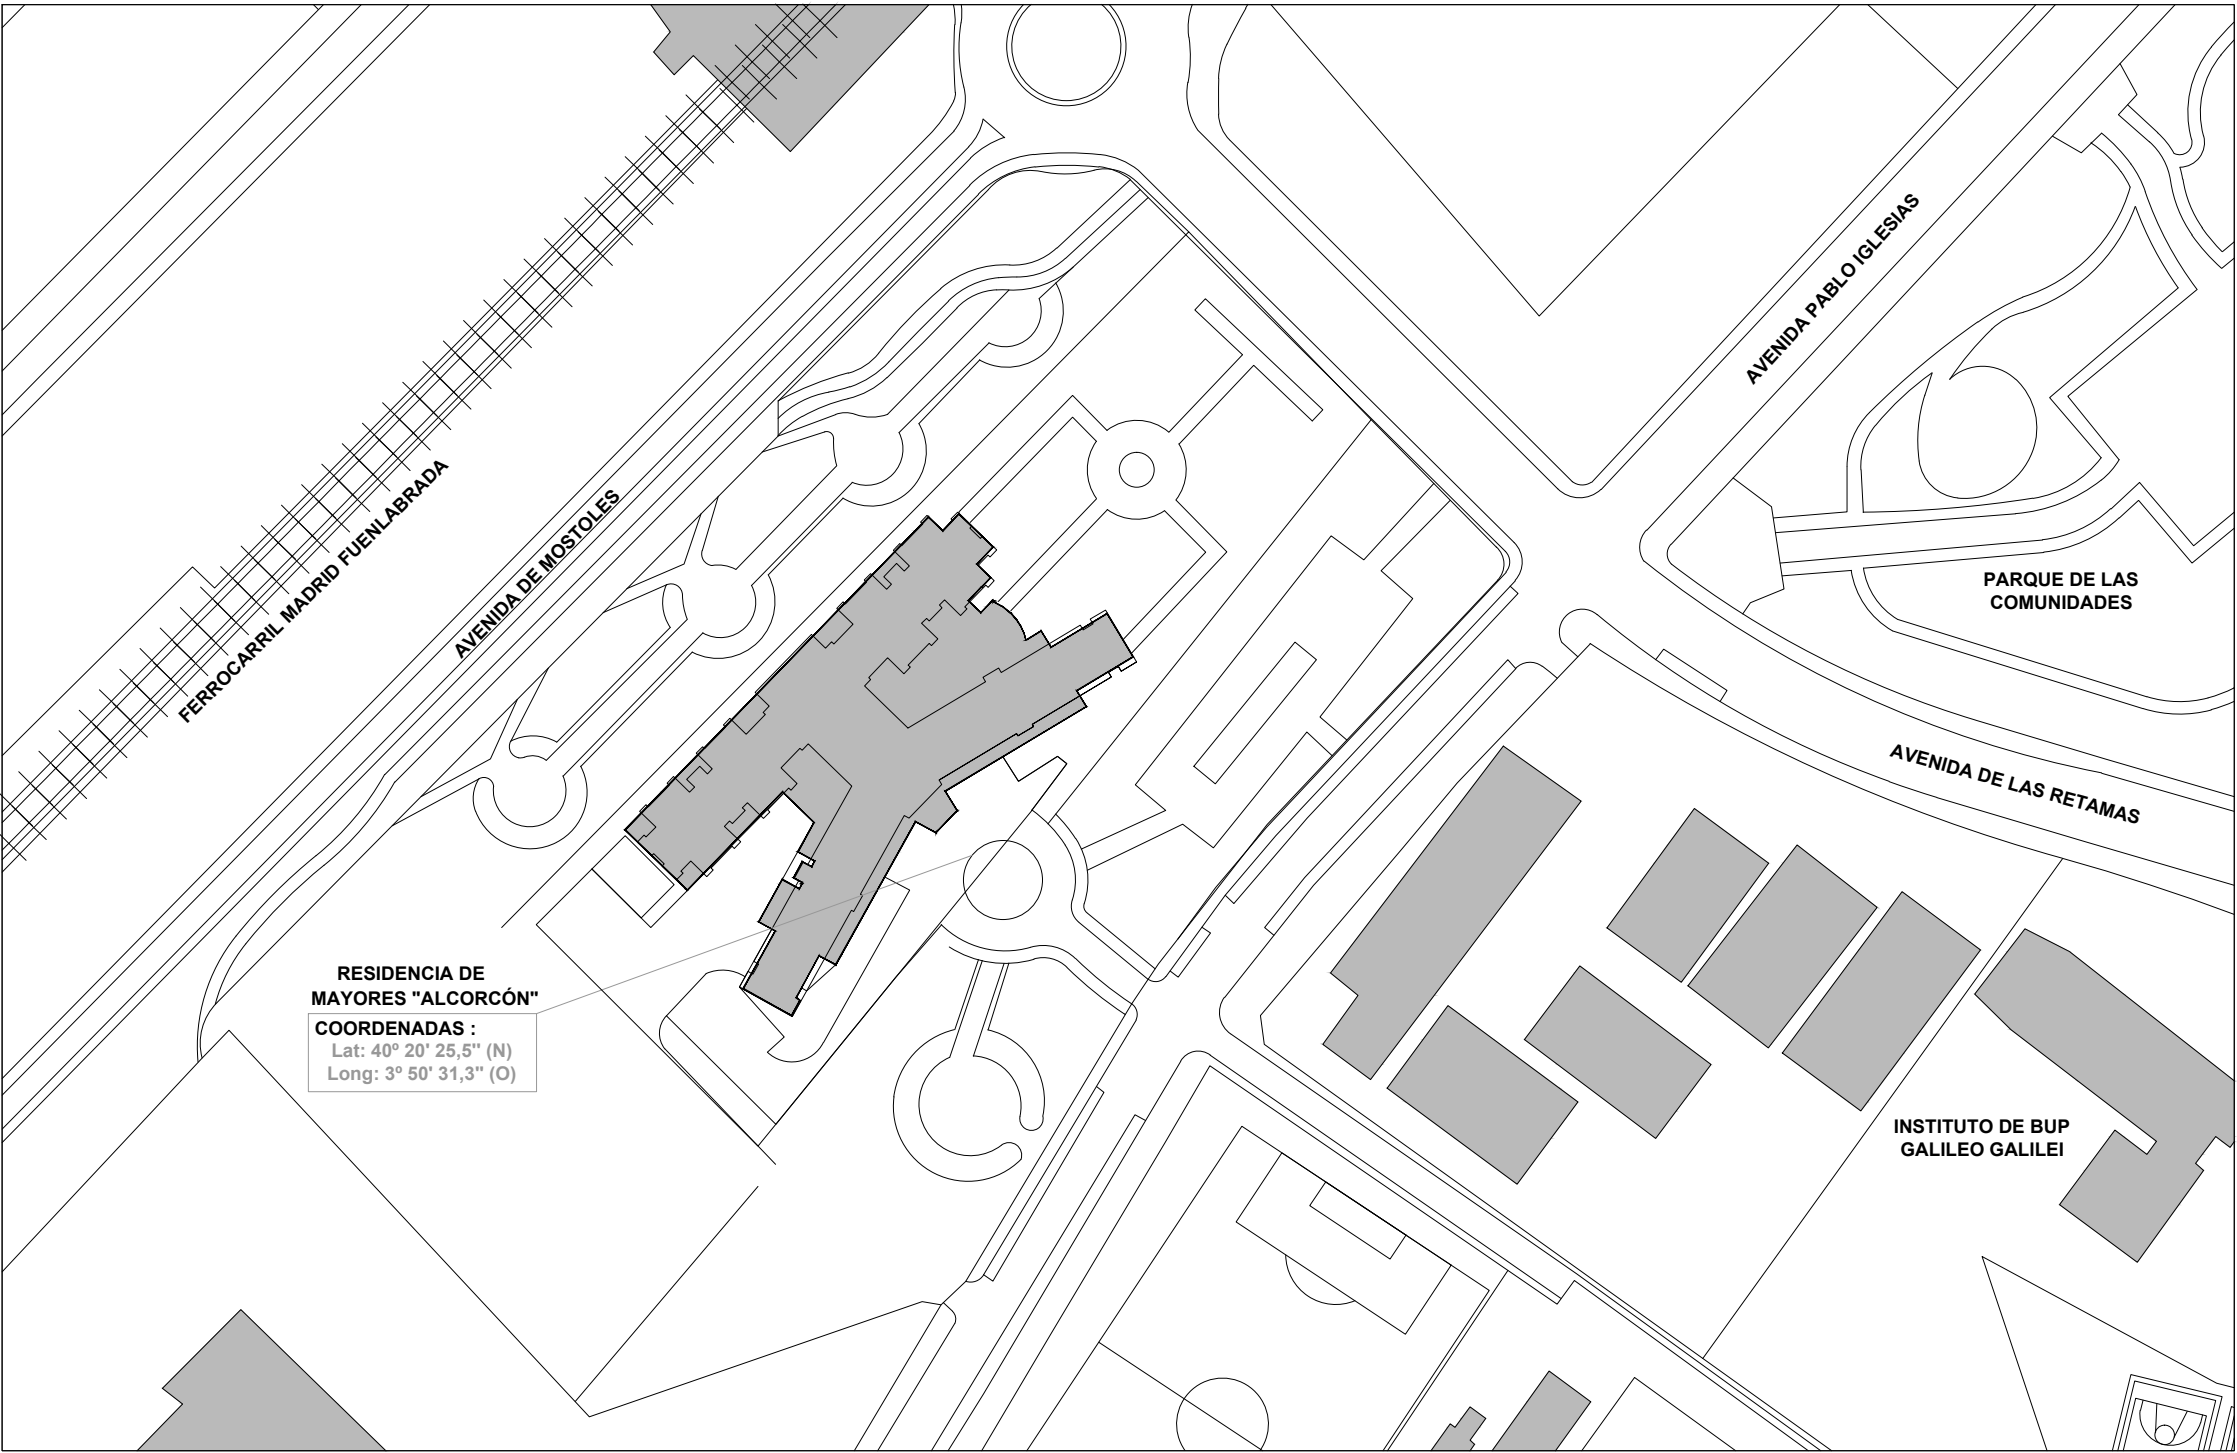 AVENIDA PABLO IGLESIAS
FERROCARRIL MADRID FUENLABRADA
AVENIDA DE MOSTOLES
PARQUE DE LAS
COMUNIDADES
AVENIDA DE LAS RETAMAS
RESIDENCIA DE
MAYORES "ALCORCÓN"
COORDENADAS :
Lat: 40º 20' 25,5'' (N)
Long: 3º 50' 31,3'' (O)
INSTITUTO DE BUP
GALILEO GALILEI